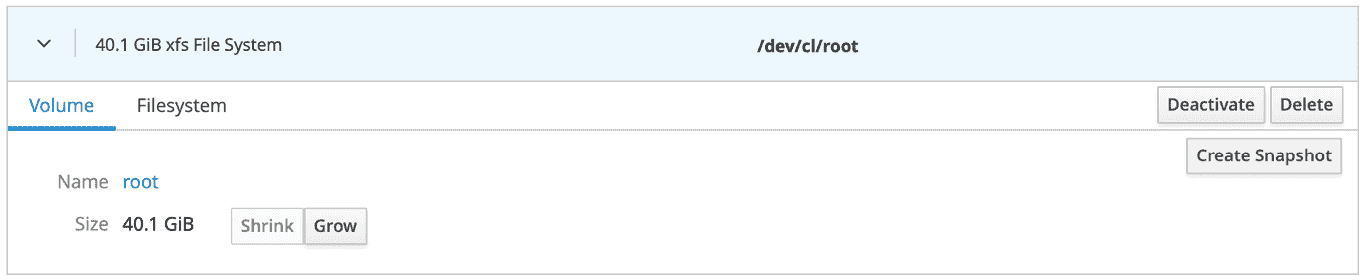 40.1 GiB xfs File System /dev/cl/root
Volume Filesystem Deactivate Delete
Create Snapshot
Name root
Size 40.1 GiB Shrink Grow